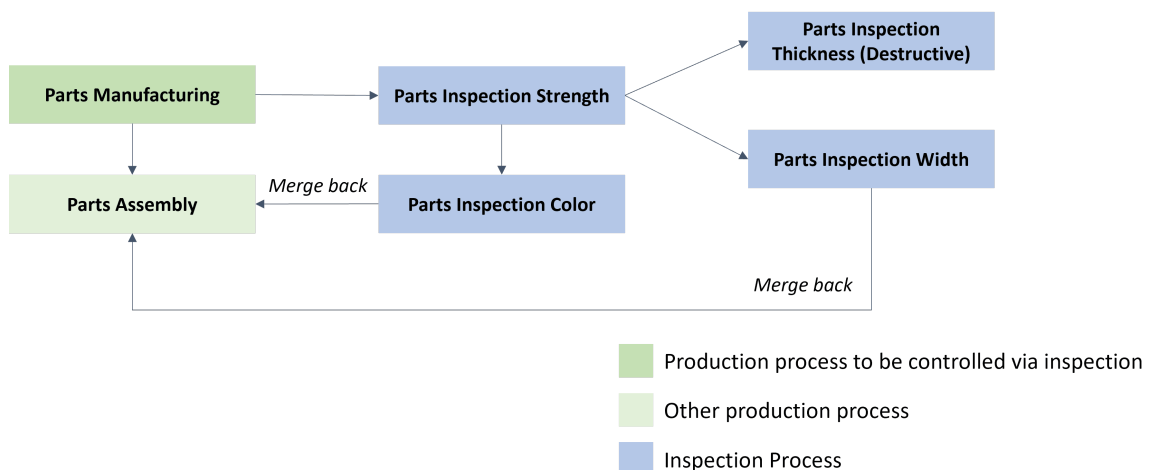 Parts Inspection
Thickness (Destructive)
Parts Manufacturing
Parts Inspection Strength
Parts Inspection Width
Merge back
Parts Assembly
Parts Inspection Color
Merge back
Production process to be controlled via inspection
Other production process
Inspection Process